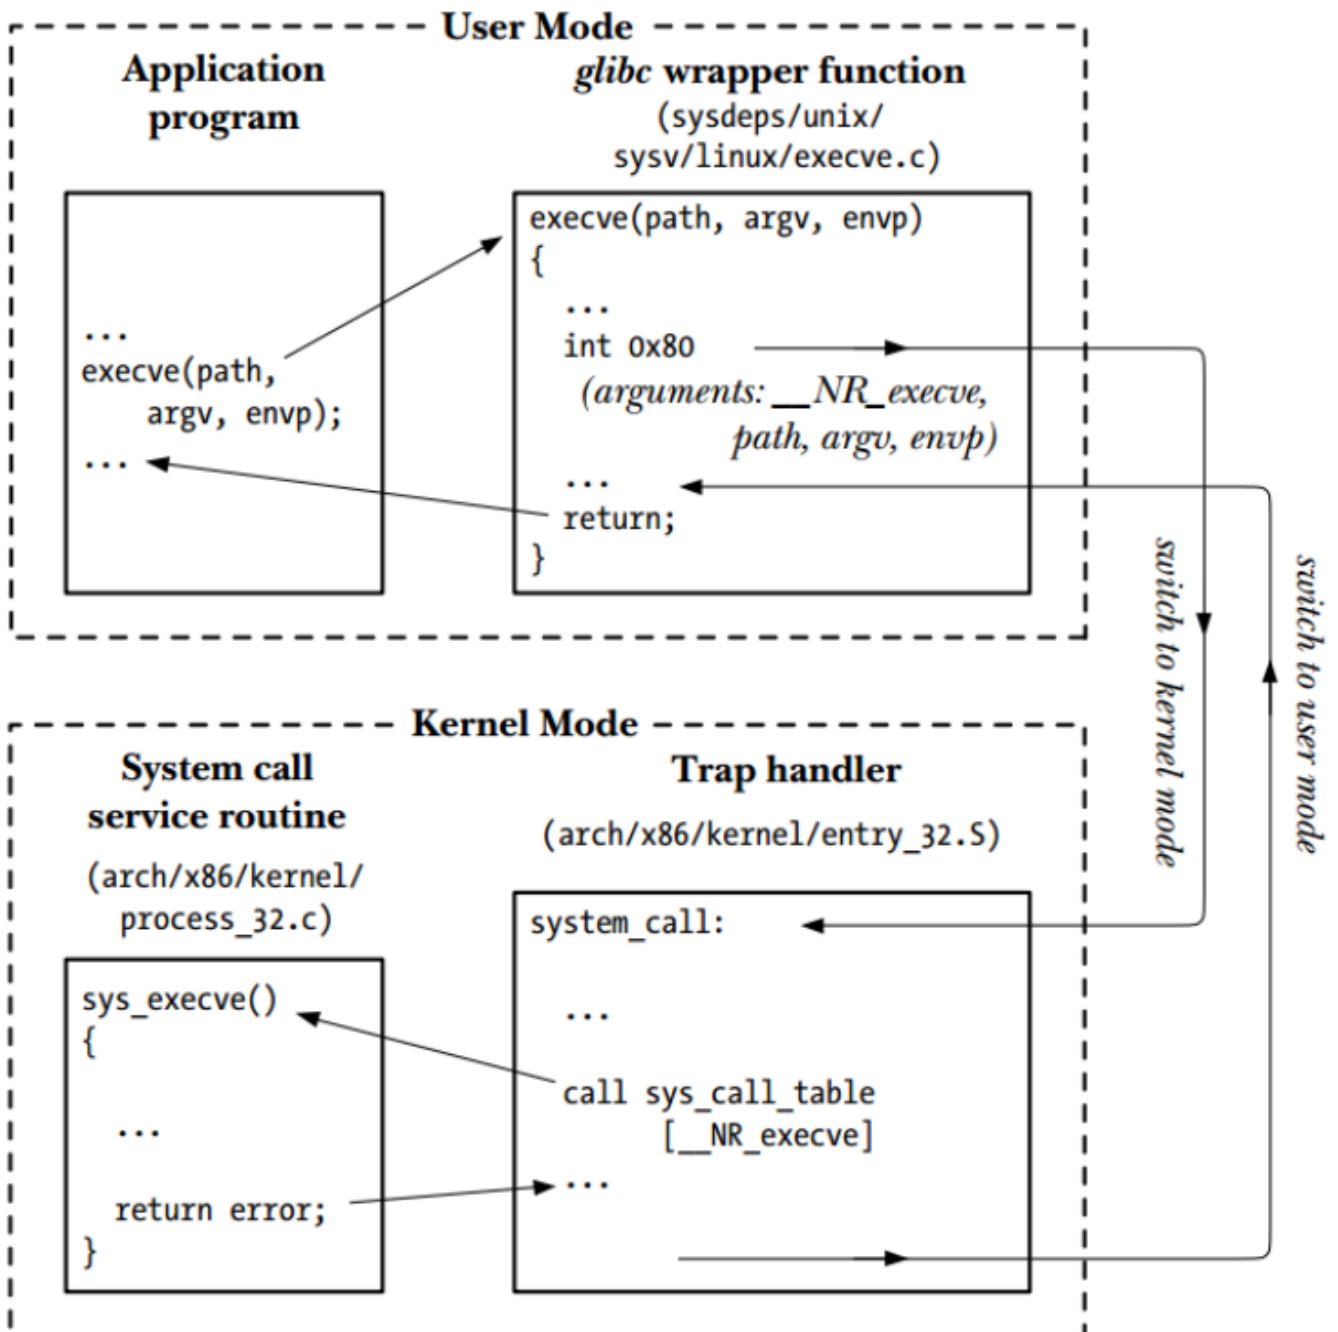 User Mode
Application
program
glibc wrapper function
(sysdeps/unix/
sysv/linux/execve.c)
...
execve(path,
argv, envp);
...
execve(path, argv, envp)
{
...
int 0x80
(arguments: __NR_execve,
path, argv, envp)
...
return;
}
switch to kernel mode
switch to user mode
Kernel Mode
System call
service routine
(arch/x86/kernel/
process_32.c)
Trap handler
(arch/x86/kernel/entry_32.S)
sys_execve()
{
...
return error;
}
system_call:
...
call sys_call_table
[__NR_execve]
...